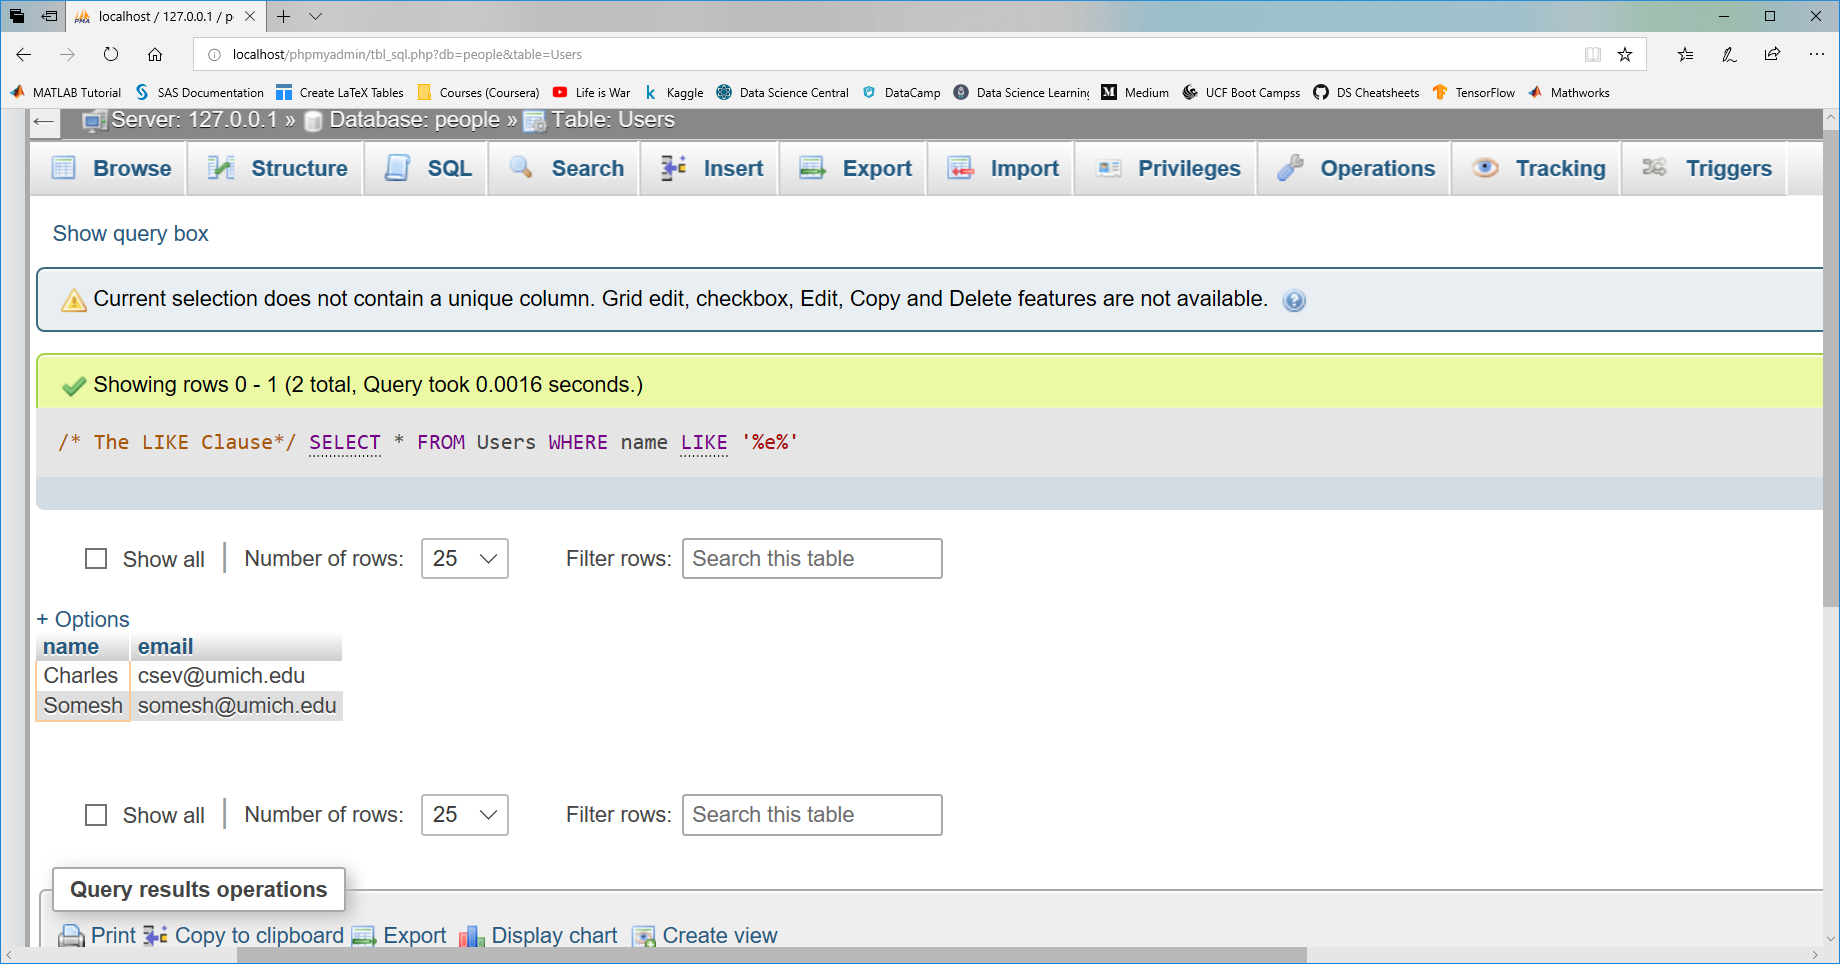 localhost / 127.0.0.1 / p
localhost/phpmyadmin/tbl_sql.php?db=people&table=Users
MATLAB Tutorial SAS Documentation Create LaTeX Tables Courses (Coursera) Life is War Kaggle Data Science Central DataCamp Data Science Learning Medium UCF Boot Campss DS Cheatsheets TensorFlow Mathworks
Server: 127.0.0.1 » Database: people » Table: Users
Browse Structure SQL Search Insert Export Import Privileges Operations Tracking Triggers
Show query box
Current selection does not contain a unique column. Grid edit, checkbox, Edit, Copy and Delete features are not available.
Showing rows 0 - 1 (2 total, Query took 0.0016 seconds.)
/* The LIKE Clause*/ SELECT * FROM Users WHERE name LIKE '%e%'
Show all Number of rows: 25 Filter rows: Search this table
+ Options
name email
Charles csev@umich.edu
Somesh somesh@umich.edu
Show all Number of rows: 25 Filter rows: Search this table
Query results operations
Print Copy to clipboard Export Display chart Create view